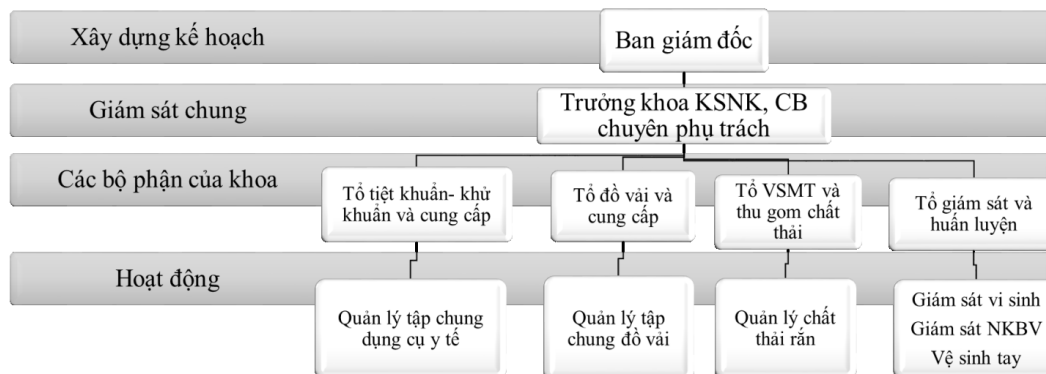 Xây dựng kế hoạch
Ban giám đốc
Giám sát chung
Trưởng khoa KSNK, CB
chuyên phụ trách
Các bộ phận của khoa
Tổ tiệt khuẩn- khử
khuẩn và cung cấp
Tổ đồ vải và
cung cấp
Tổ VSMT và
thu gom chất
thải
Tổ giám sát và
huấn luyện
Hoạt động
Quản lý tập chung
dụng cụ y tế
Quản lý tập
chung đồ vải
Quản lý chất
thải rắn
Giám sát vi sinh
Giám sát NKBV
Vệ sinh tay